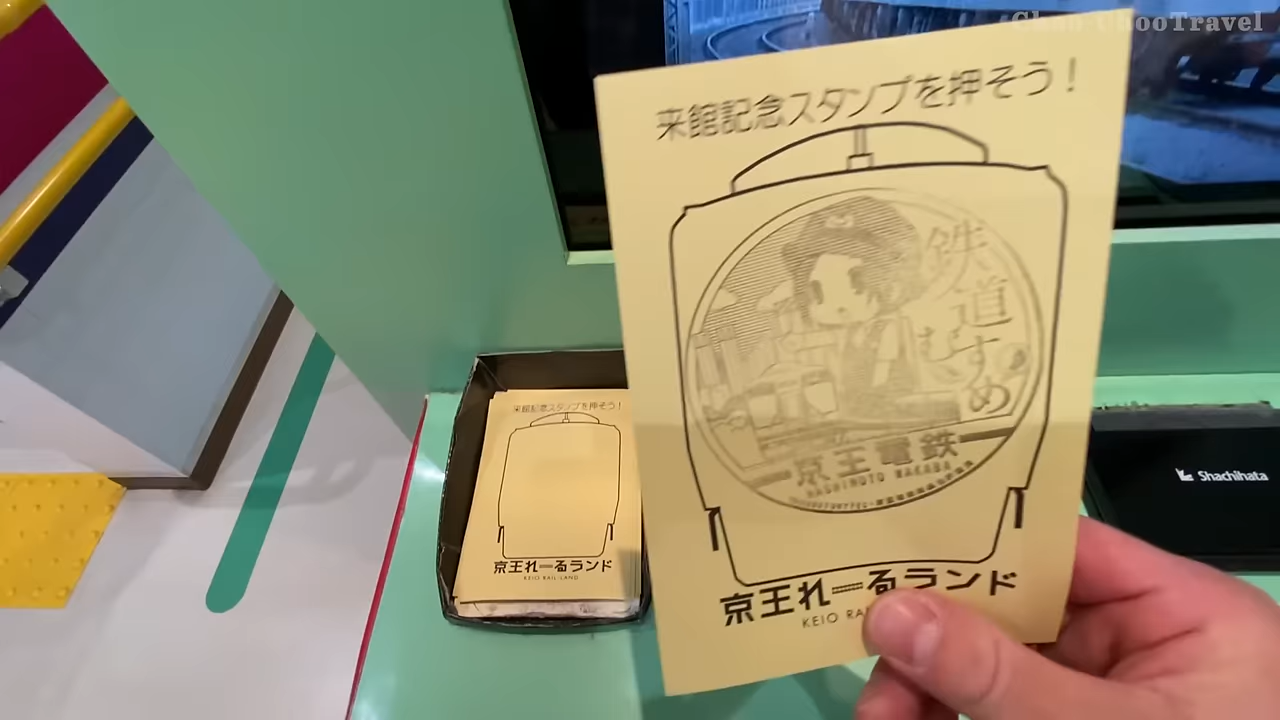 来館記念スタンプを押そう!
鉄道むすめ
京王電鉄
HASHIMOTO WAKABA
京王れーるランド
KEIO RA
来館記念スタンプを押そう!
京王れーるランド
KEIO RAIL-LAND
Shachihata